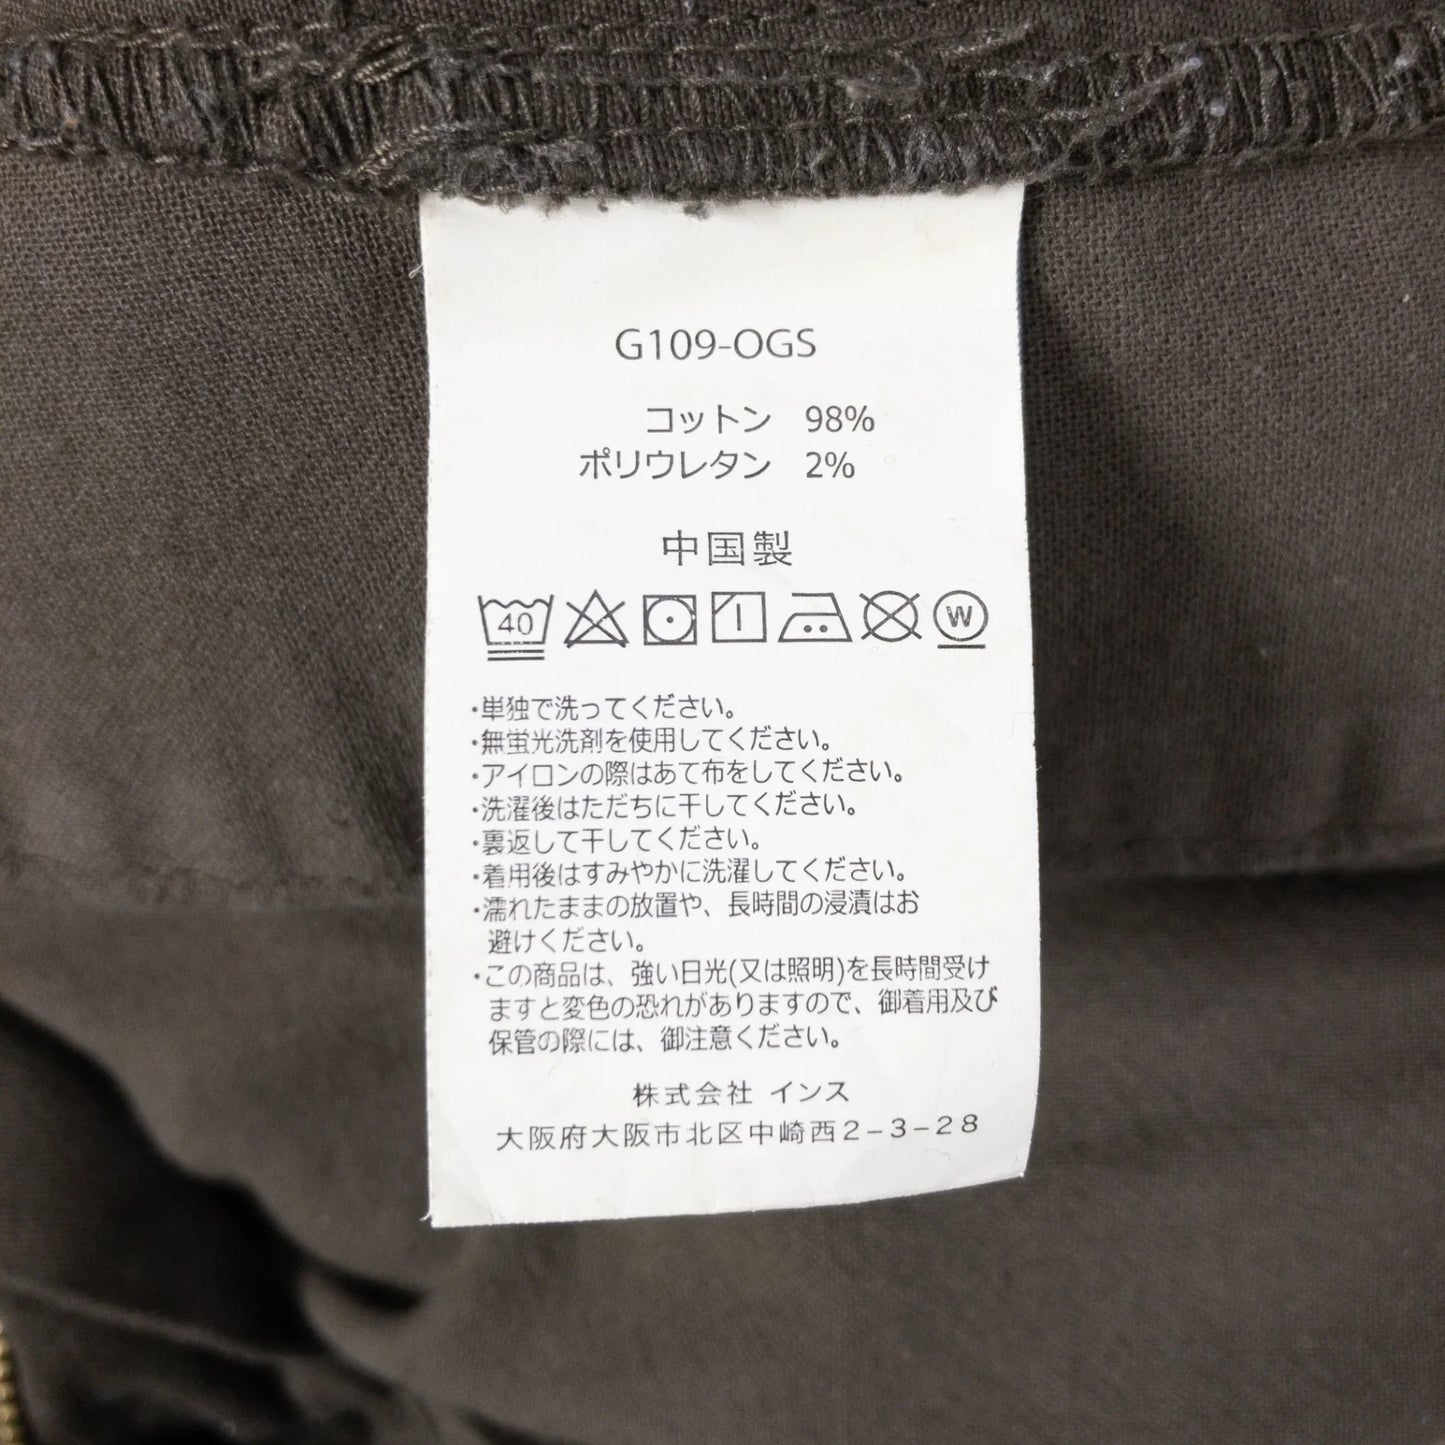 G109-OGS
コットン 98%
ポリウレタン 2%
中国製
40
W
・単独で洗ってください。
・無蛍光洗剤を使用してください。
・アイロンの際はあて布をしてください。
・洗濯後はただちに干してください。
・裏返して干してください。
・着用後はすみやかに洗濯してください。
・濡れたままの放置や、長時間の浸漬はお
避けください。
・この商品は、強い日光(又は照明)を長時間受け
ますと変色の恐れがありますので、御着用及び
保管の際には、御注意ください。
株式会社 インス
大阪府大阪市北区中崎西2-3-28